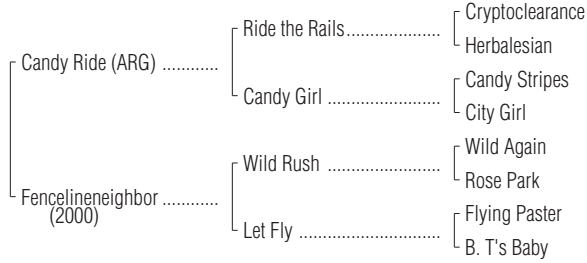 Cryptoclearance
Ride the Rails
Herbalesian
Candy Ride (ARG)
Candy Stripes
Candy Girl
City Girl
Wild Again
Wild Rush
Rose Park
Fencelineneighbor
(2000)
Flying Paster
Let Fly
B. T's Baby